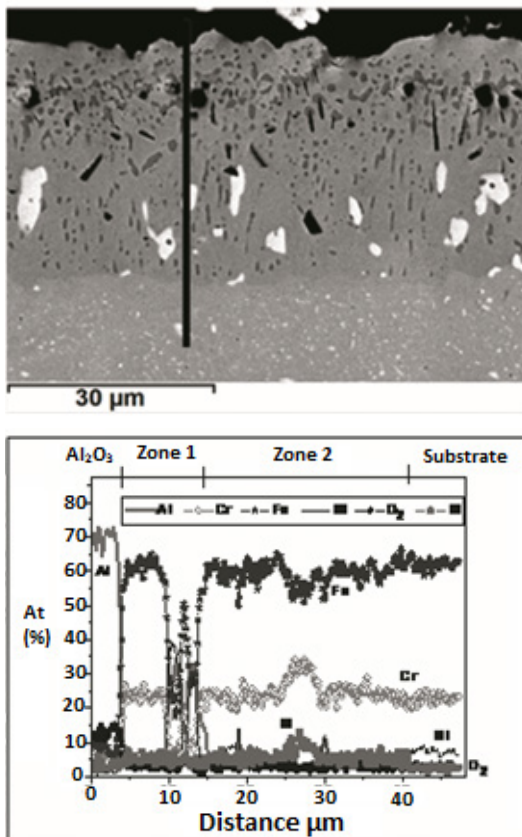 30 µm
Al₂O₃ Zone 1 Zone 2 Substrate
Al Cr Fe O₂
80
70
60
50
40
30
20
10
0
Al
Fe
Cr
O₂
At
(%)
0 10 20 30 40
Distance µm